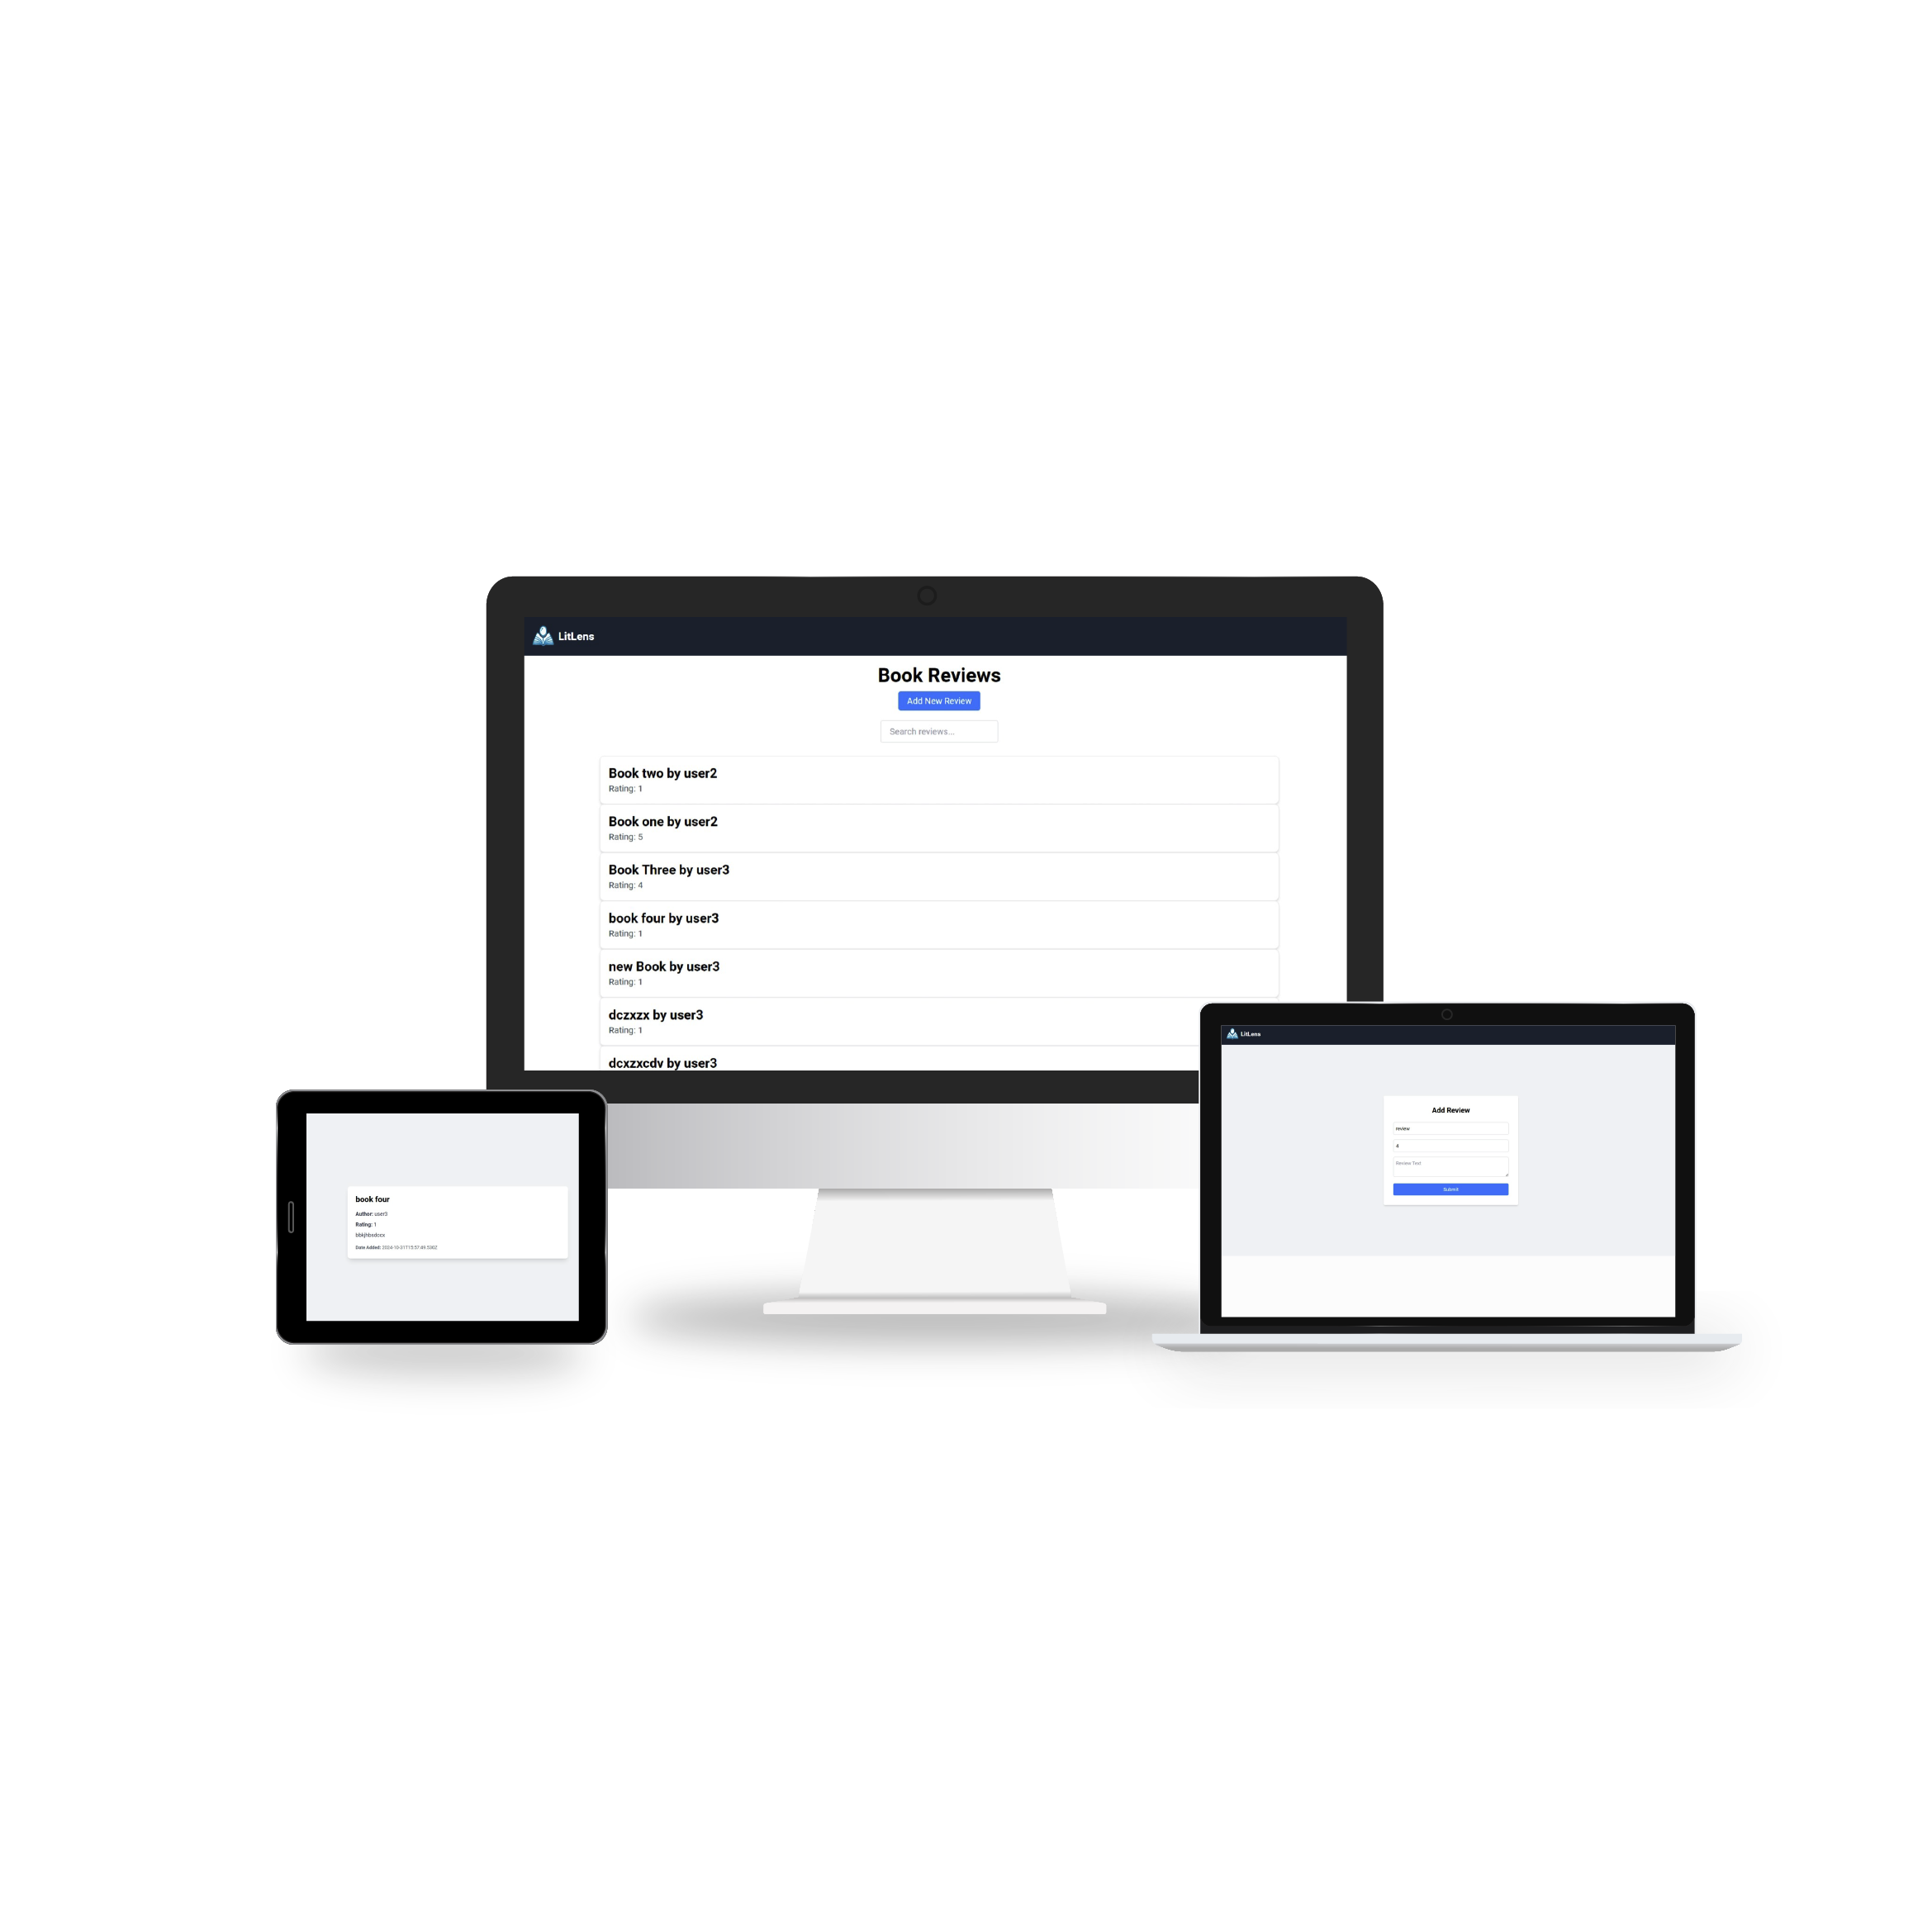 LitLens
Book Reviews
Add New Review
Search reviews...
Book two by user2
Rating: 1
Book one by user2
Rating: 5
Book Three by user3
Rating: 4
book four by user3
Rating: 1
new Book by user3
Rating: 1
dczxzx by user3
Rating: 1
dcxzxcdv by user3
book four
Author: user3
Rating: 1
Date Added:
LitLens
Add Review
review
4
Review Text
Submit